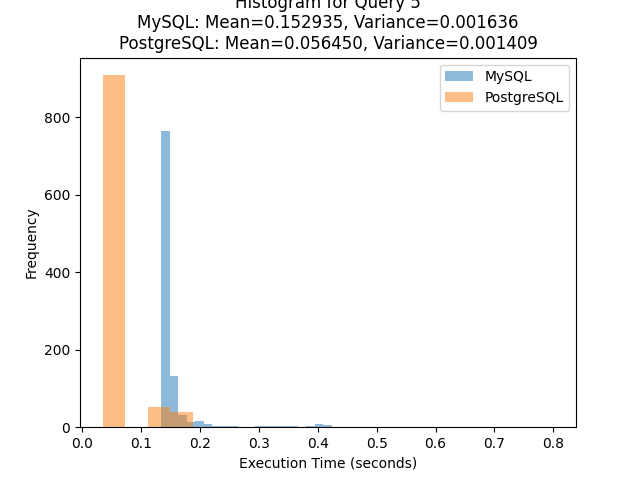 Histogram for Query 5
MySQL: Mean=0.152935, Variance=0.001636
PostgreSQL: Mean=0.056450, Variance=0.001409
MySQL
PostgreSQL
800
600
400
200
0
Frequency
0.0 0.1 0.2 0.3 0.4 0.5 0.6 0.7 0.8
Execution Time (seconds)